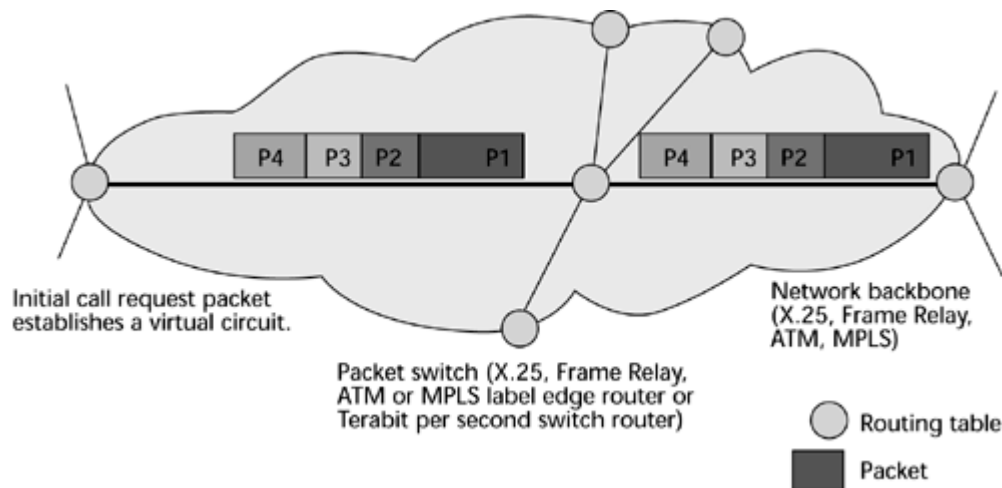 P4 P3 P2 P1
P4 P3 P2 P1
Initial call request packet
establishes a virtual circuit.
Packet switch (X.25, Frame Relay,
ATM or MPLS label edge router or
Terabit per second switch router)
Network backbone
(X.25, Frame Relay,
ATM, MPLS)
Routing table
Packet